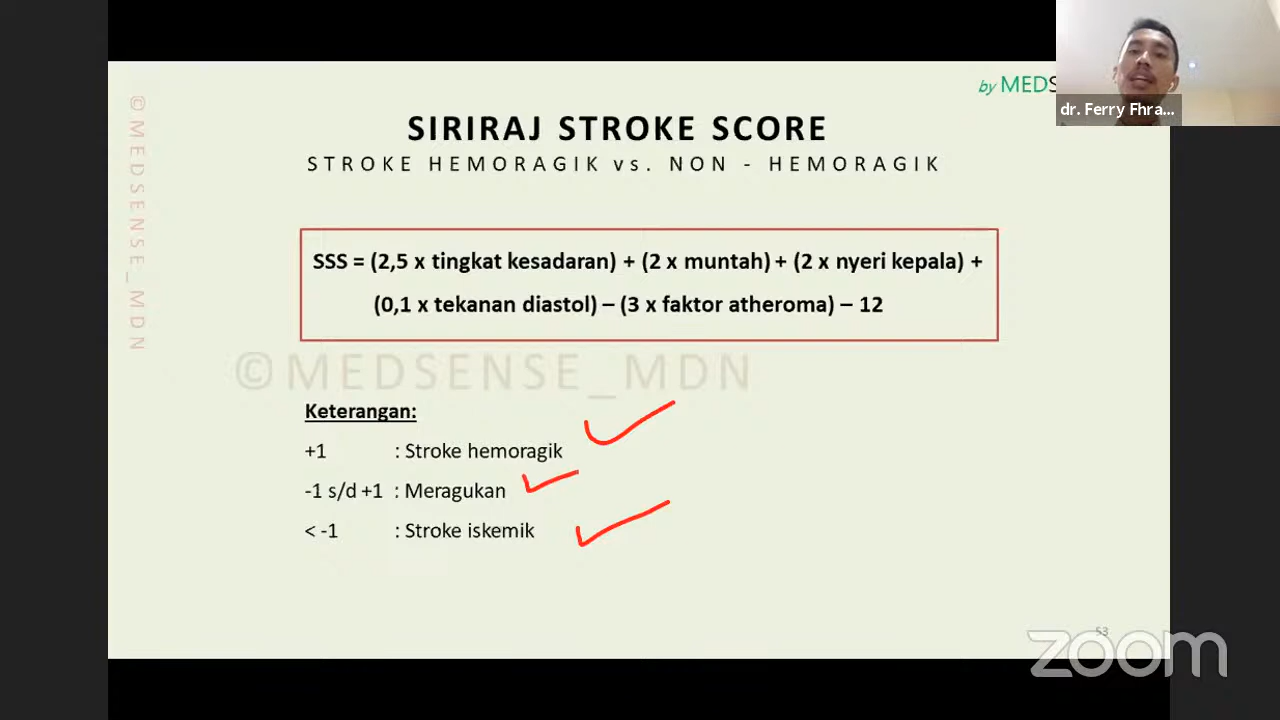 by MEDS
dr. Ferry Fhra...
©MEDSENSE_MDN
SIRIRAJ STROKE SCORE
STROKE HEMORAGIK vs. NON - HEMORAGIK
SSS = (2,5 x tingkat kesadaran) + (2 x muntah) + (2 x nyeri kepala) +
(0,1 x tekanan diastol) – (3 x faktor atheroma) – 12
©MEDSENSE_MDN
Keterangan:
+1 : Stroke hemoragik
-1 s/d +1 : Meragukan
< -1 : Stroke iskemik
53
zoom